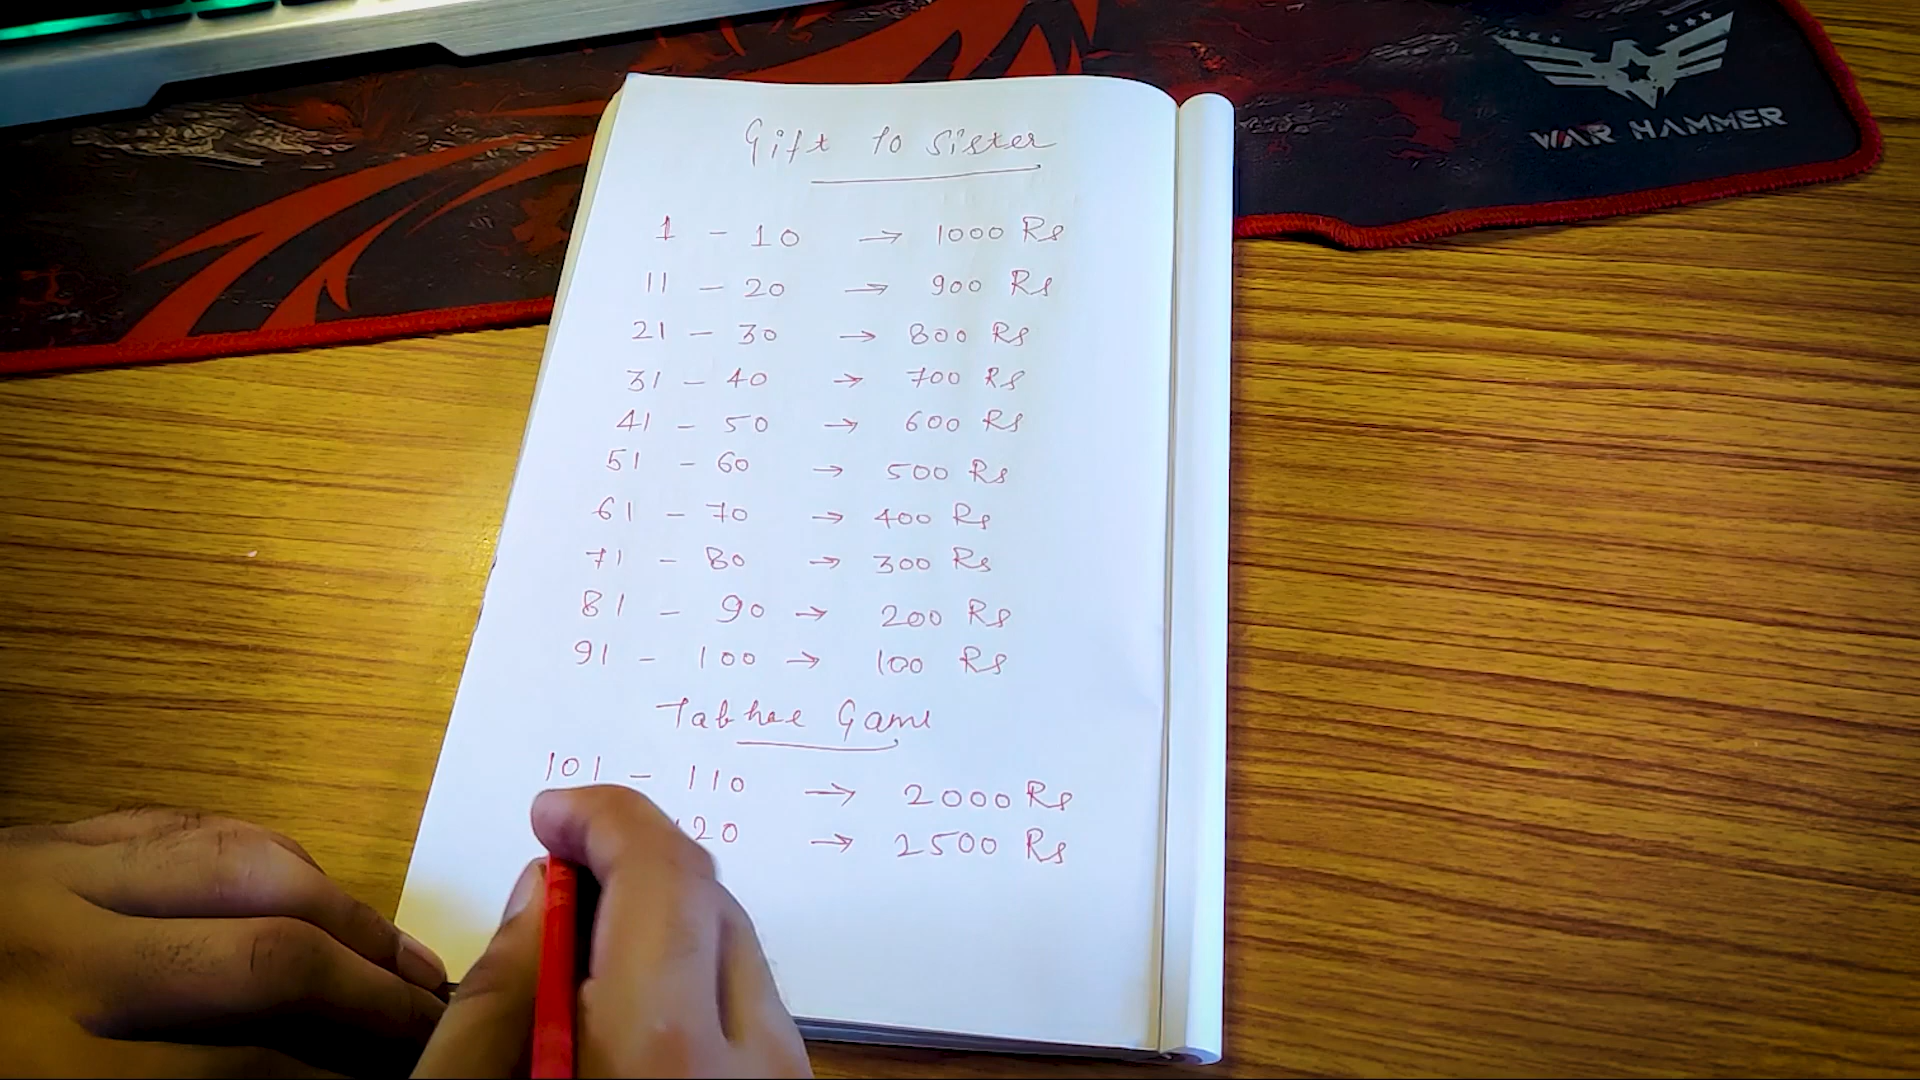 WAR HAMMER
Gift To Sister
1 - 10 → 1000 Rs
11 - 20 → 900 Rs
21 - 30 → 800 Rs
31 - 40 → 700 Rs
41 - 50 → 600 Rs
51 - 60 → 500 Rs
61 - 70 → 400 Rs
71 - 80 → 300 Rs
81 - 90 → 200 Rs
91 - 100 → 100 Rs
Game
101 - 110 → 2000 Rs
120 → 2500 Rs